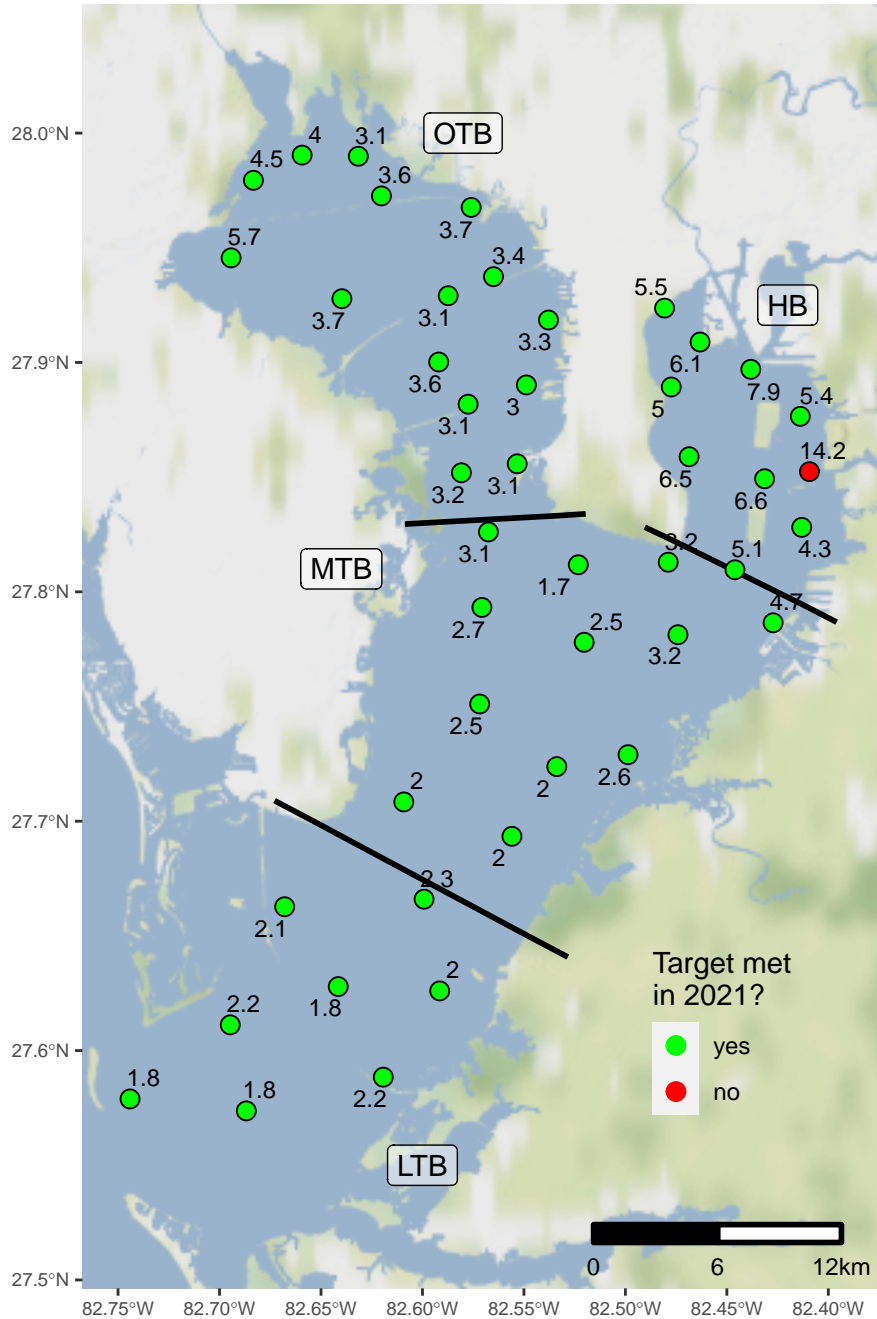 28.0°N
27.9°N
27.8°N
27.7°N
27.6°N
27.5°N
4
3.1
OTB
4.5
3.6
3.7
5.7
3.4
3.7
3.1
3.3
5.5
HB
6.1
3.6
3
7.9
5.4
5
3.1
14.2
3.2
3.1
6.5
6.6
3.1
3.2
5.1
4.3
MTB
1.7
4.7
2.7
2.5
3.2
2.5
2
2
2.6
2
2.3
2.1
2
1.8
2.2
1.8
1.8
2.2
LTB
Target met
in 2021?
yes
no
0 6 12km
82.75°W 82.70°W 82.65°W 82.60°W 82.55°W 82.50°W 82.45°W 82.40°W